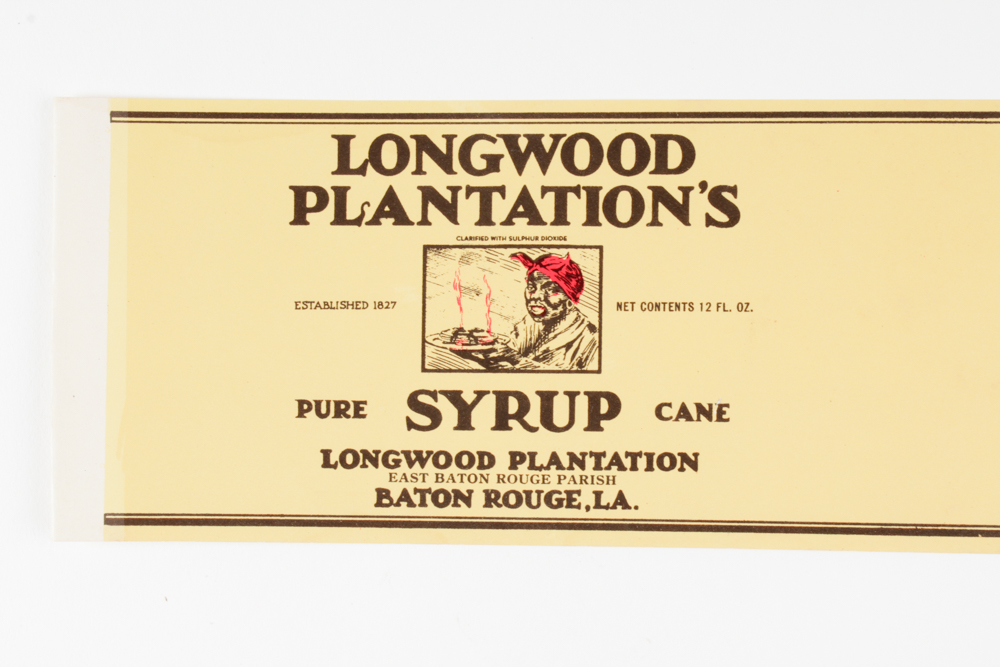 LONGWOOD
PLANTATION'S
CLARIFIED WITH SULPHUR DIOXIDE
ESTABLISHED 1827
NET CONTENTS 12 FL. OZ.
PURE SYRUP CANE
LONGWOOD PLANTATION
EAST BATON ROUGE PARISH
BATON ROUGE, LA.